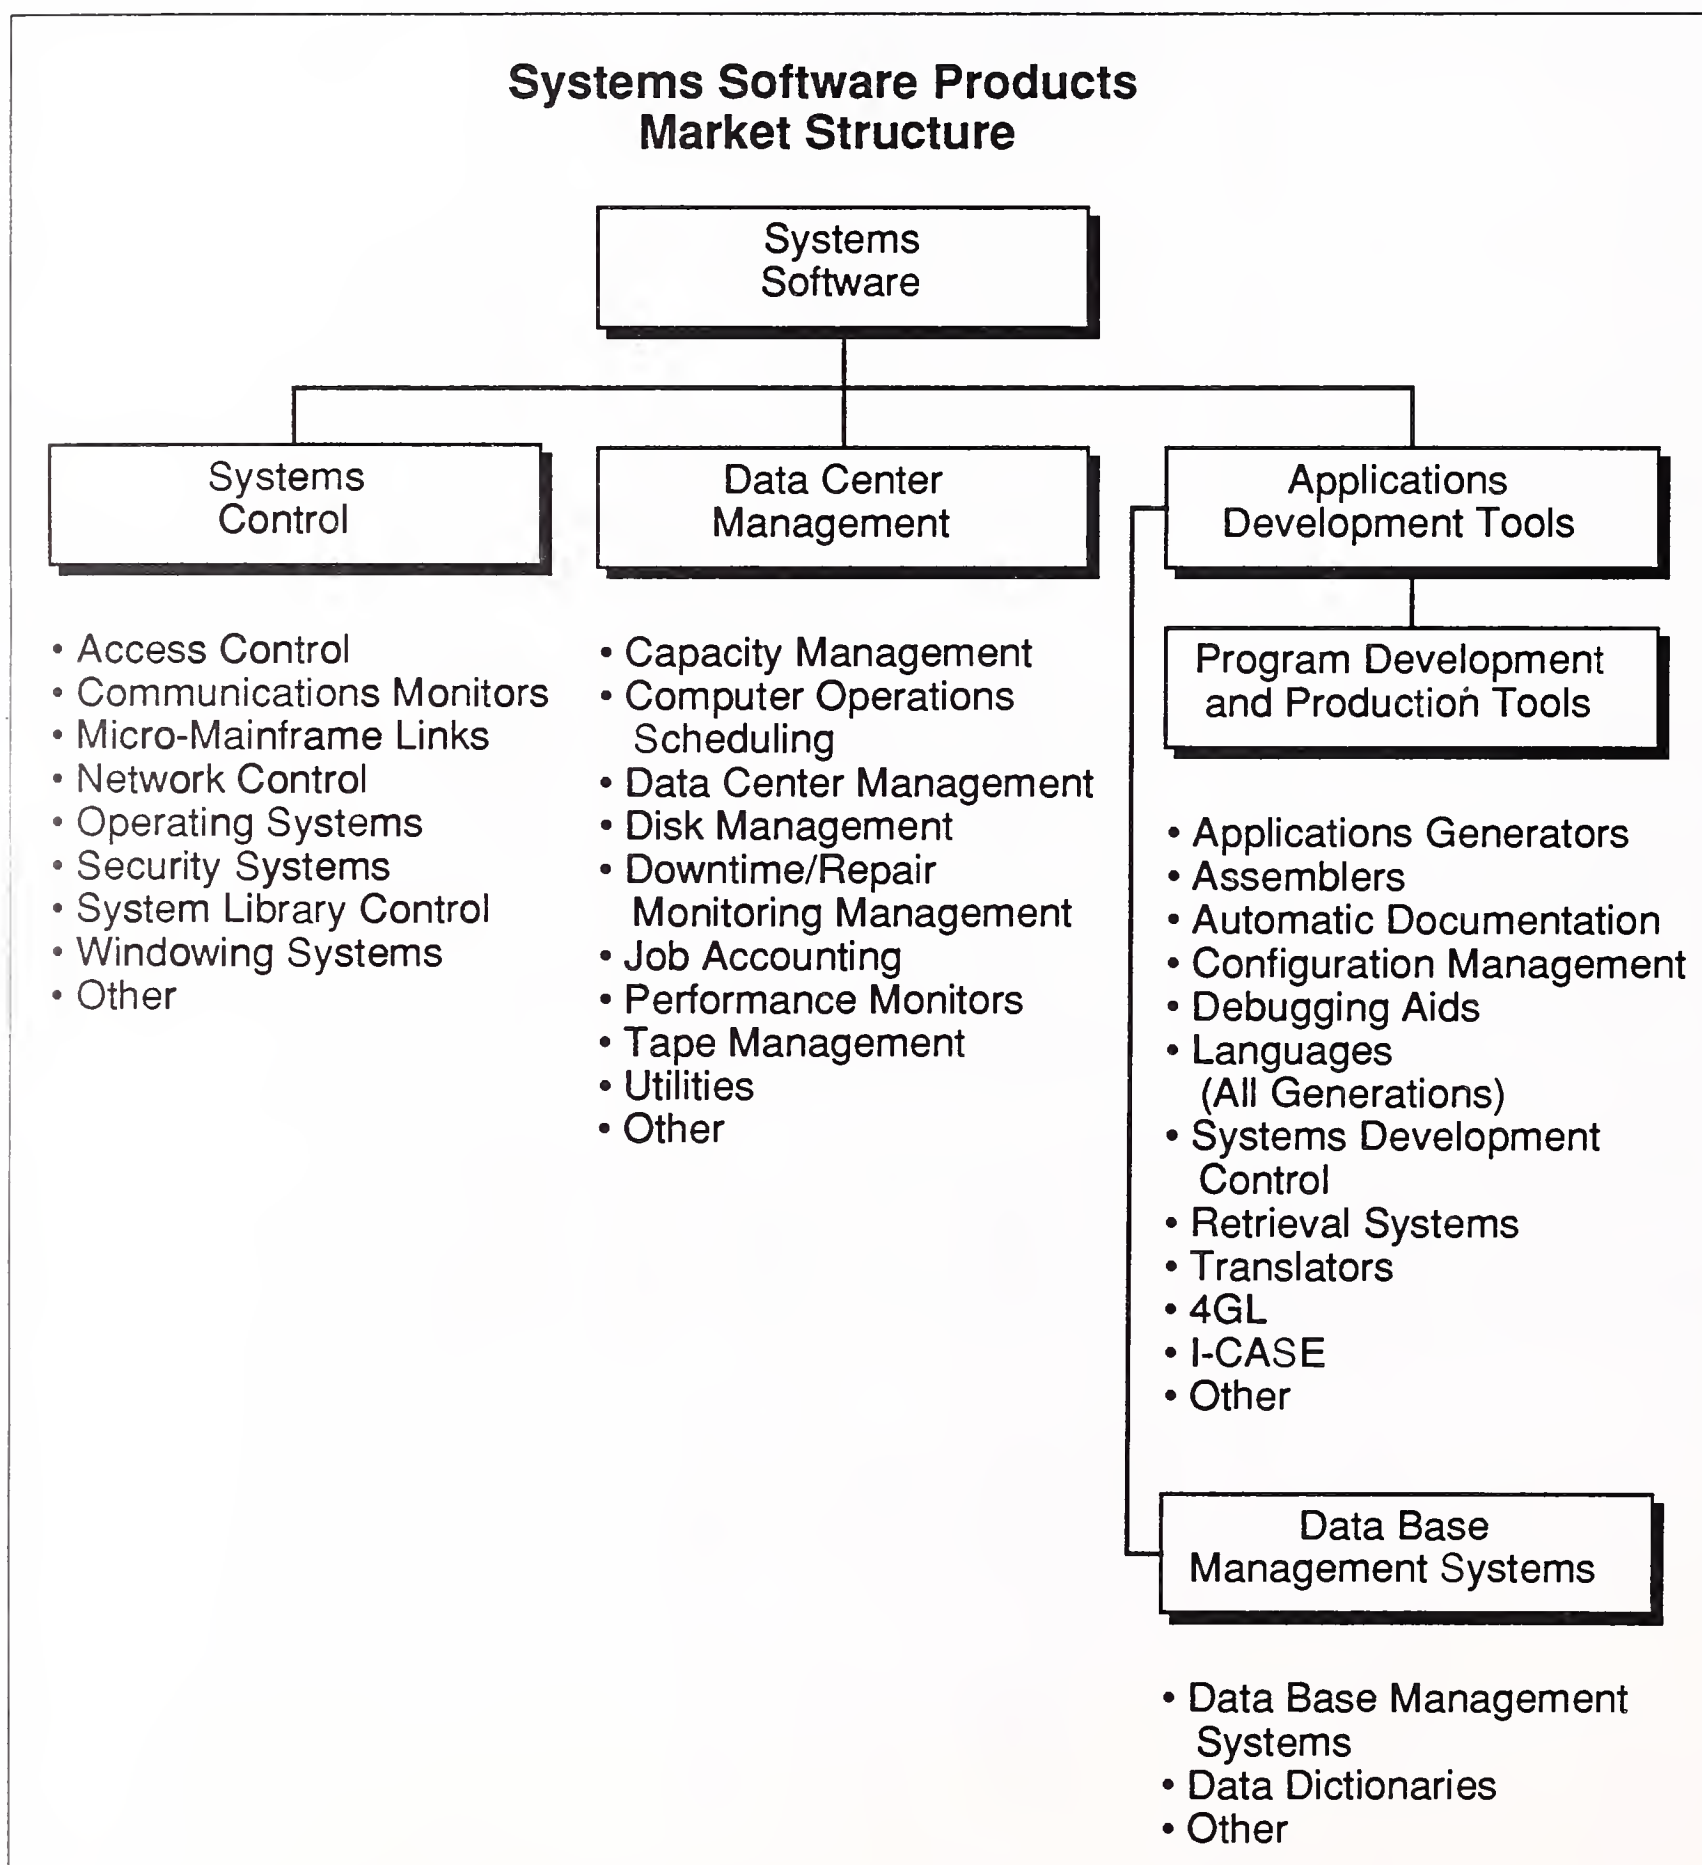 Systems Software Products
Market Structure
Systems
Software
Systems
Control
• Access Control
• Communications Monitors
• Micro-Mainframe Links
• Network Control
• Operating Systems
• Security Systems
• System Library Control
• Windowing Systems
• Other
Data Center
Management
• Capacity Management
• Computer Operations
Scheduling
• Data Center Management
• Disk Management
• Downtime/Repair
Monitoring Management
• Job Accounting
• Performance Monitors
• Tape Management
• Utilities
• Other
Applications
Development Tools
Program Development
and Production Tools
• Applications Generators
• Assemblers
• Automatic Documentation
• Configuration Management
• Debugging Aids
• Languages
(All Generations)
• Systems Development
Control
• Retrieval Systems
• Translators
• 4GL
• I-CASE
• Other
Data Base
Management Systems
• Data Base Management
Systems
• Data Dictionaries
• Other